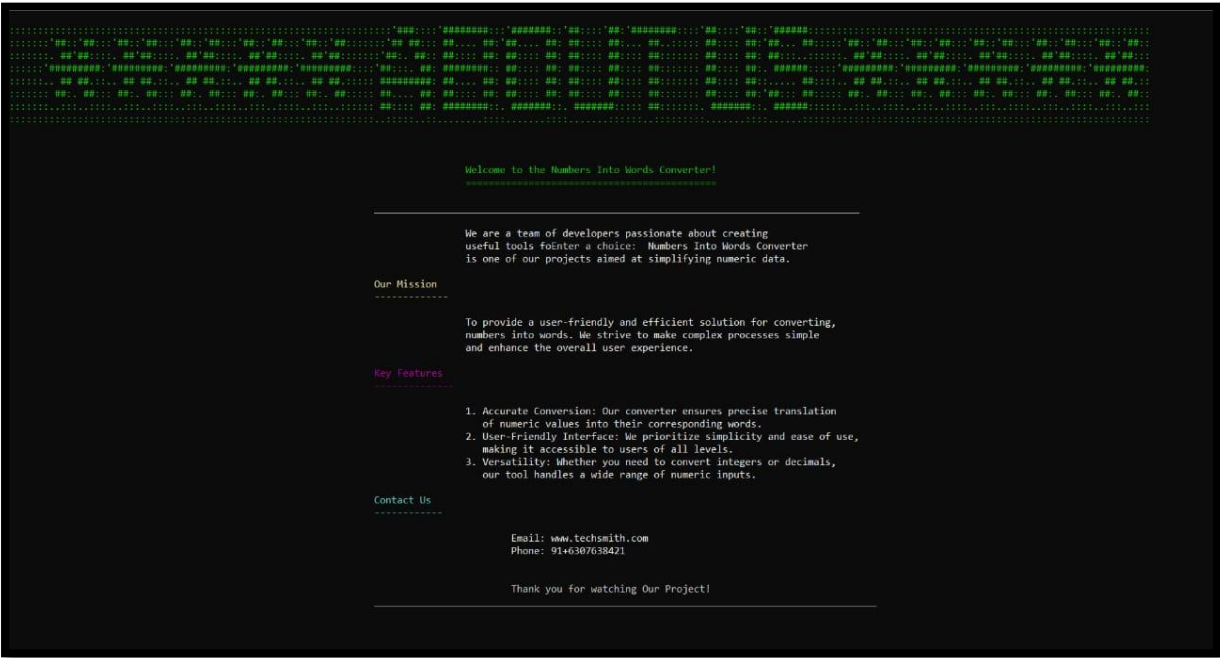 ABOUT US
Welcome to the Numbers Into Words Converter!
============================================
We are a team of developers passionate about creating
useful tools foEnter a choice:  Numbers Into Words Converter
is one of our projects aimed at simplifying numeric data.
Our Mission
-------------
To provide a user-friendly and efficient solution for converting,
numbers into words. We strive to make complex processes simple
and enhance the overall user experience.
Key Features
--------------
1. Accurate Conversion: Our converter ensures precise translation
of numeric values into their corresponding words.
2. User-Friendly Interface: We prioritize simplicity and ease of use,
making it accessible to users of all levels.
3. Versatility: Whether you need to convert integers or decimals,
our tool handles a wide range of numeric inputs.
Contact Us
------------
Email: www.techsmith.com
Phone: 91+6307638421
Thank you for watching Our Project!